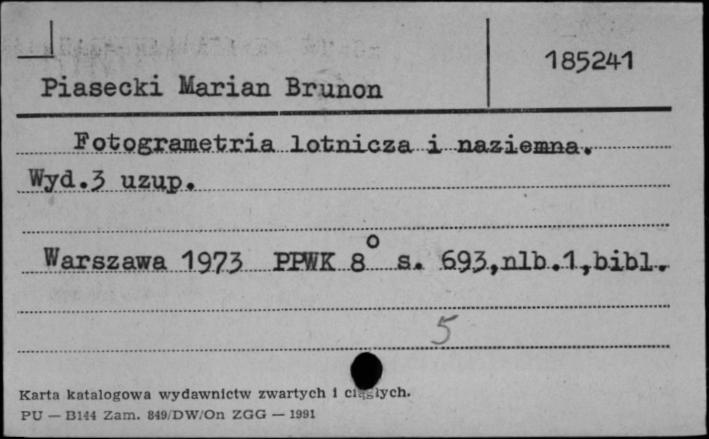 185241
Piasecki Marian Brunon
Fotogrametria lotnicza i naziemna.
Wyd.3 uzup.
Warszawa 1973 PPWK 8° s. 693,nlb.1,bibl.
5
Karta katalogowa wydawnictw zwartych i ciągłych.
PU — B144 Zam. 849/DW/On ZGG — 1991